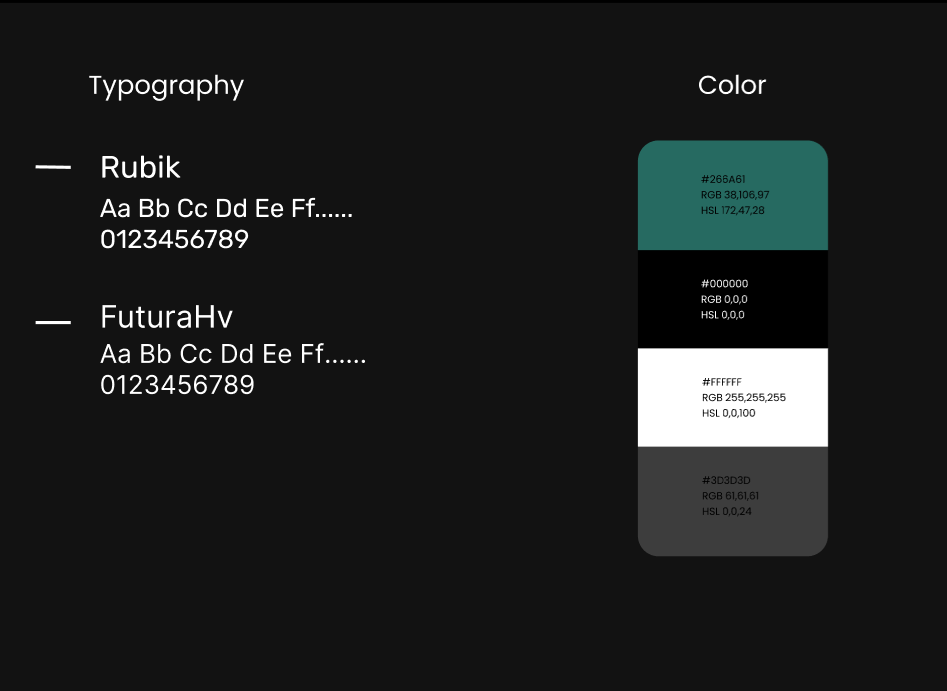 Typography
Rubik
Aa Bb Cc Dd Ee Ff......
0123456789
FuturaHv
Aa Bb Cc Dd Ee Ff......
0123456789
Color
#266A61
RGB 38,106,97
HSL 172,47,28
#000000
RGB 0,0,0
HSL 0,0,0
#FFFFFF
RGB 255,255,255
HSL 0,0,100
#3D3D3D
RGB 61,61,61
HSL 0,0,24